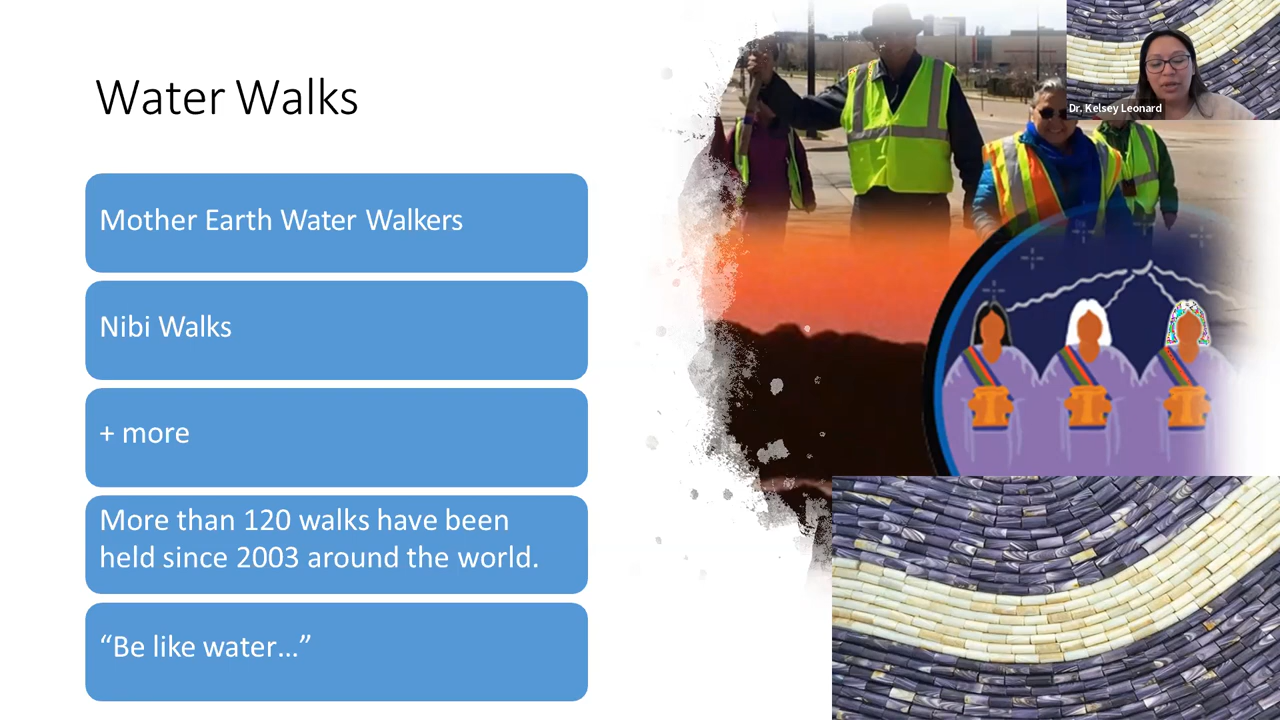 Water Walks
Mother Earth Water Walkers
Nibi Walks
+ more
More than 120 walks have been
held since 2003 around the world.
“Be like water…”
Dr. Kelsey Leonard